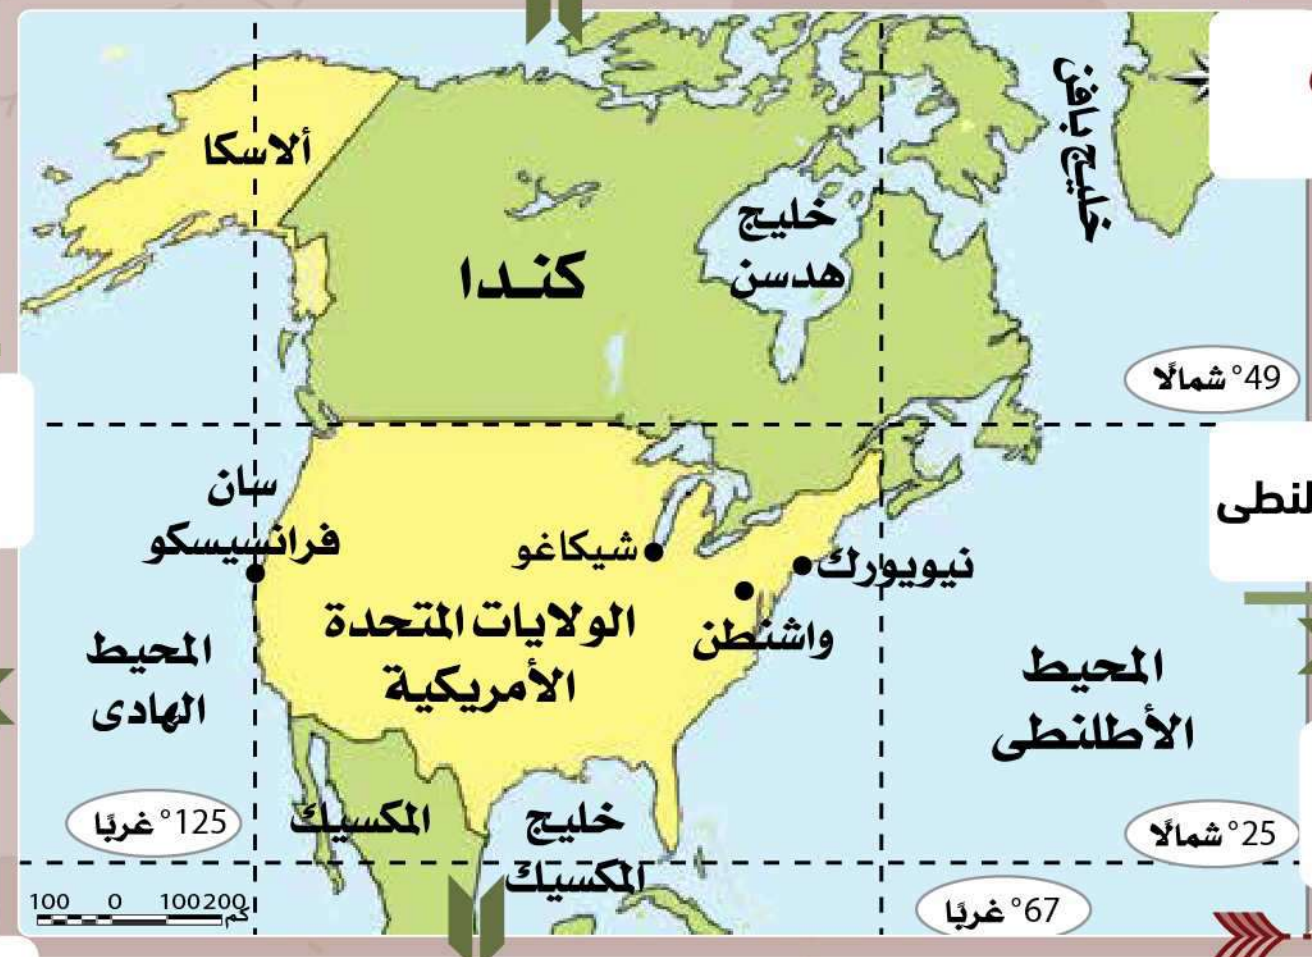 ألاسكا
خليج بافن
خليج
هدسن
كندا
49° شمالًا
سان
فرانسيسكو
شيكاغو
نيويورك
واشنطن
الولايات المتحدة
الأمريكية
المحيط
الهادى
المحيط
الأطلنطى
لنطى
125° غربًا
المكسيك
خليج
المكسيك
25° شمالًا
67° غربًا
100 0 100 200
كم